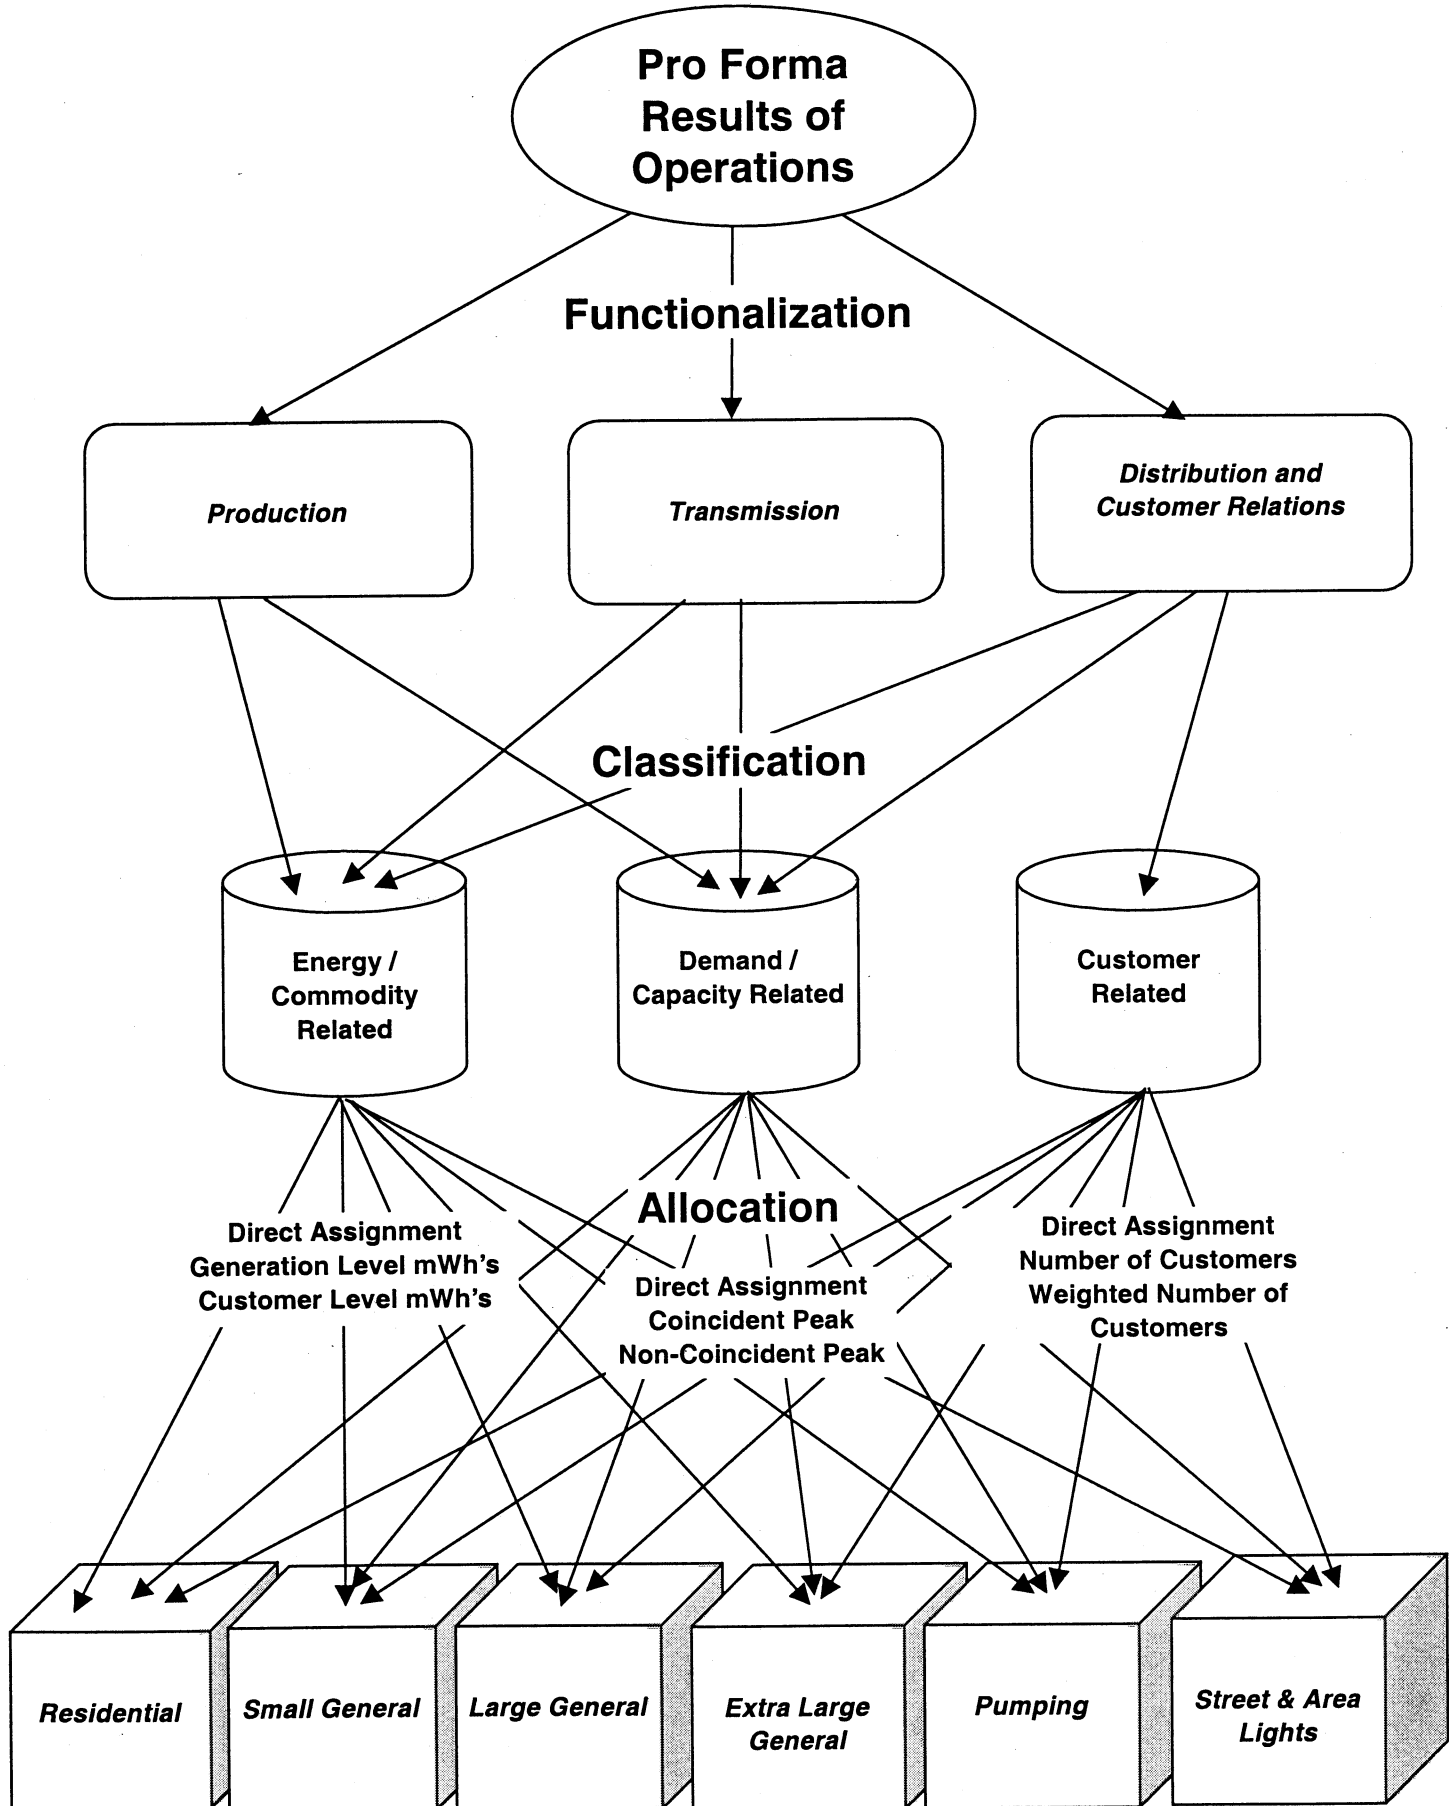 Pro Forma
Results of
Operations
Functionalization
Production
Transmission
Distribution and
Customer Relations
Classification
Energy /
Commodity
Related
Demand /
Capacity Related
Customer
Related
Allocation
Direct Assignment
Generation Level mWh's
Customer Level mWh's
Direct Assignment
Coincident Peak
Non-Coincident Peak
Direct Assignment
Number of Customers
Weighted Number of
Customers
Residential
Small General
Large General
Extra Large
General
Pumping
Street & Area
Lights